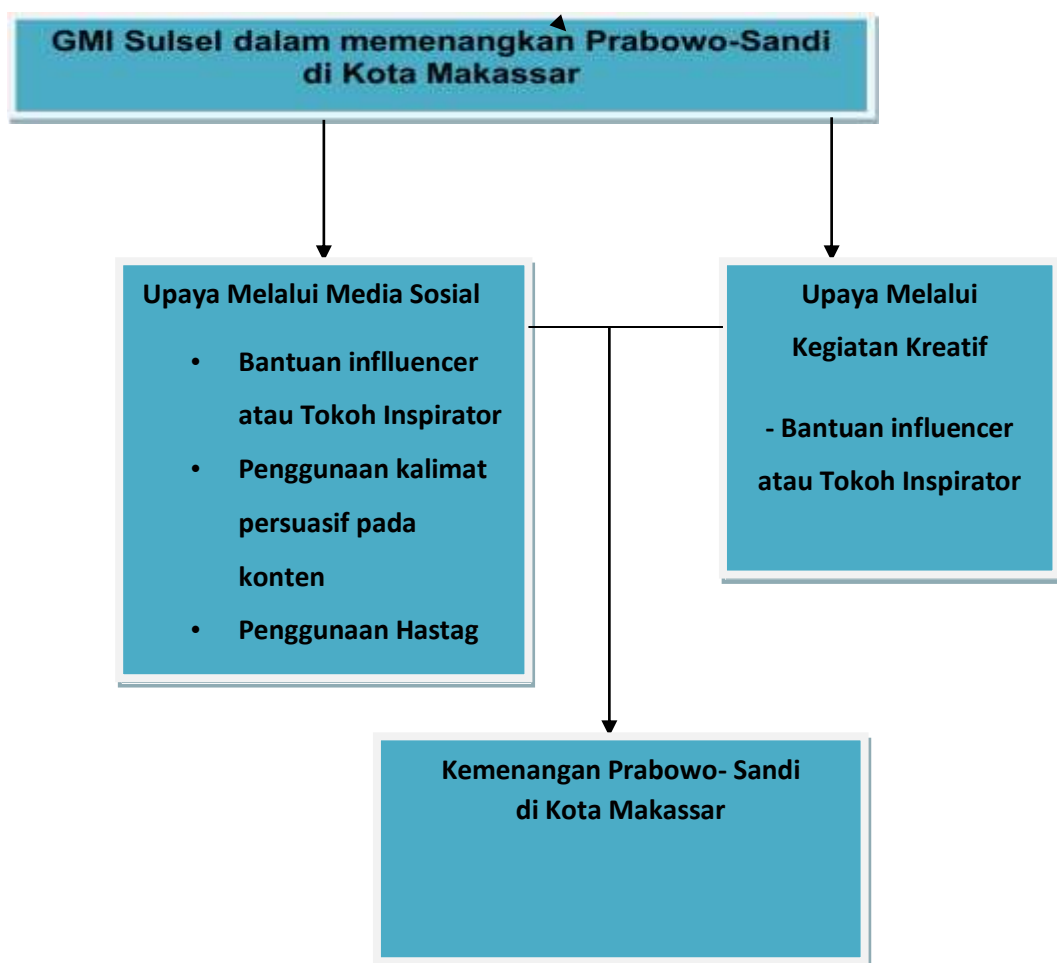 GMI Sulsel dalam memenangkan Prabowo-Sandi
di Kota Makassar
Upaya Melalui Media Sosial
• Bantuan inflluencer
atau Tokoh Inspirator
• Penggunaan kalimat
persuasif pada
konten
• Penggunaan Hastag
Upaya Melalui
Kegiatan Kreatif
- Bantuan influencer
atau Tokoh Inspirator
Kemenangan Prabowo- Sandi
di Kota Makassar